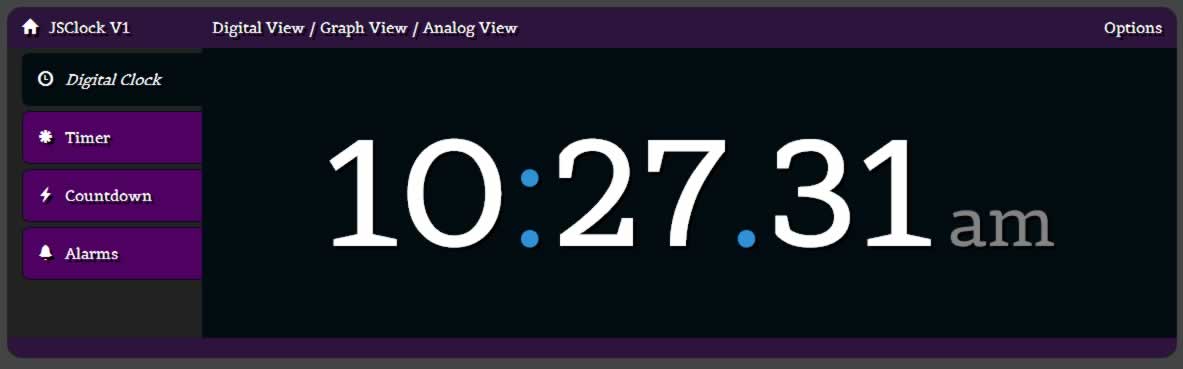 JSClock V1
Digital View / Graph View / Analog View
Options
Digital Clock
Timer
Countdown
Alarms
10:27.31 am